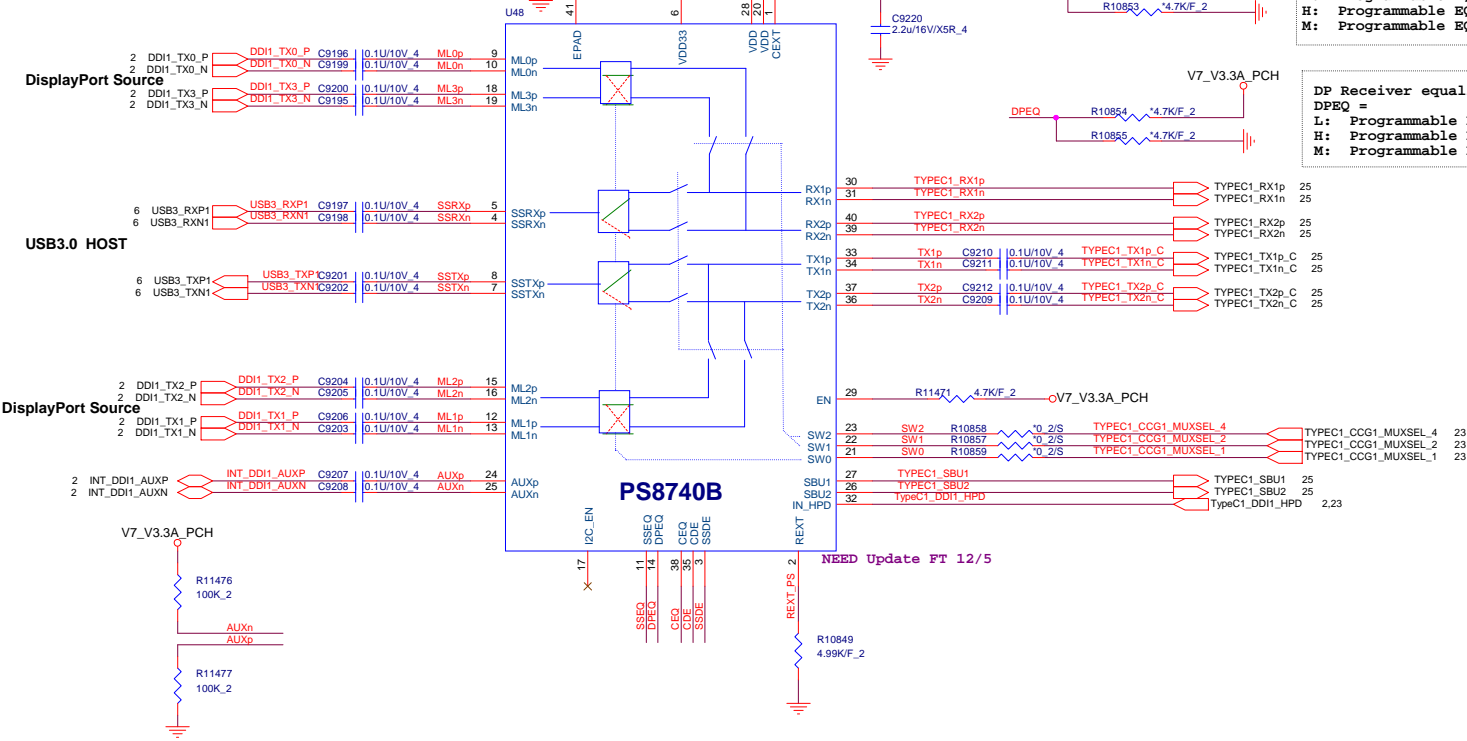 U48
41
6
28
20
1
EPAD
VDD33
VDD
VDD
CEXT
C9220
2.2u/16V/X5R_4
R10853
*4.7K/F_2
H: Programmable EQ
M: Programmable EQ
V7_V3.3A_PCH
DPEQ
R10854
*4.7K/F_2
R10855
*4.7K/F_2
DP Receiver equal
DPEQ =
L: Programmable
H: Programmable
M: Programmable
DisplayPort Source
2 DDI1_TX0_P DDI1_TX0_P C9196 0.1U/10V_4 ML0p 9 ML0p
2 DDI1_TX0_N DDI1_TX0_N C9199 0.1U/10V_4 ML0n 10 ML0n
2 DDI1_TX3_P DDI1_TX3_P C9200 0.1U/10V_4 ML3p 18 ML3p
2 DDI1_TX3_N DDI1_TX3_N C9195 0.1U/10V_4 ML3n 19 ML3n
6 USB3_RXP1 USB3_RXP1 C9197 0.1U/10V_4 SSRXp 5 SSRXp
6 USB3_RXN1 USB3_RXN1 C9198 0.1U/10V_4 SSRXn 4 SSRXn
USB3.0 HOST
6 USB3_TXP1 USB3_TXP1 C9201 0.1U/10V_4 SSTXp 8 SSTXp
6 USB3_TXN1 USB3_TXN1 C9202 0.1U/10V_4 SSTXn 7 SSTXn
2 DDI1_TX2_P DDI1_TX2_P C9204 0.1U/10V_4 ML2p 15 ML2p
2 DDI1_TX2_N DDI1_TX2_N C9205 0.1U/10V_4 ML2n 16 ML2n
DisplayPort Source
2 DDI1_TX1_P DDI1_TX1_P C9206 0.1U/10V_4 ML1p 12 ML1p
2 DDI1_TX1_N DDI1_TX1_N C9203 0.1U/10V_4 ML1n 13 ML1n
2 INT_DDI1_AUXP INT_DDI1_AUXP C9207 0.1U/10V_4 AUXp 24 AUXp
2 INT_DDI1_AUXN INT_DDI1_AUXN C9208 0.1U/10V_4 AUXn 25 AUXn
RX1p 30 TYPEC1_RX1p TYPEC1_RX1p 25
RX1n 31 TYPEC1_RX1n TYPEC1_RX1n 25
RX2p 40 TYPEC1_RX2p TYPEC1_RX2p 25
RX2n 39 TYPEC1_RX2n TYPEC1_RX2n 25
TX1p 33 TX1p C9210 0.1U/10V_4 TYPEC1_TX1p_C TYPEC1_TX1p_C 25
TX1n 34 TX1n C9211 0.1U/10V_4 TYPEC1_TX1n_C TYPEC1_TX1n_C 25
TX2p 37 TX2p C9212 0.1U/10V_4 TYPEC1_TX2p_C TYPEC1_TX2p_C 25
TX2n 36 TX2n C9209 0.1U/10V_4 TYPEC1_TX2n_C TYPEC1_TX2n_C 25
EN 29 R11471 4.7K/F_2 V7_V3.3A_PCH
SW2 23 SW2 R10858 *0_2/S TYPEC1_CCG1_MUXSEL_4 TYPEC1_CCG1_MUXSEL_4 23
SW1 22 SW1 R10857 *0_2/S TYPEC1_CCG1_MUXSEL_2 TYPEC1_CCG1_MUXSEL_2 23
SW0 21 SW0 R10859 *0_2/S TYPEC1_CCG1_MUXSEL_1 TYPEC1_CCG1_MUXSEL_1 23
SBU1 27 TYPEC1_SBU1 TYPEC1_SBU1 25
SBU2 26 TYPEC1_SBU2 TYPEC1_SBU2 25
IN_HPD 32 TypeC1_DDI1_HPD TypeC1_DDI1_HPD 2,23
PS8740B
I2C_EN
SSEQ
DPEQ
CEQ
CDE
SSDE
REXT
17
11
14
38
35
3
2
SSEQ
DPEQ
CEQ
CDE
SSDE
REXT_PS
NEED Update FT 12/5
R10849
4.99K/F_2
V7_V3.3A_PCH
R11476
100K_2
AUXn
AUXp
R11477
100K_2